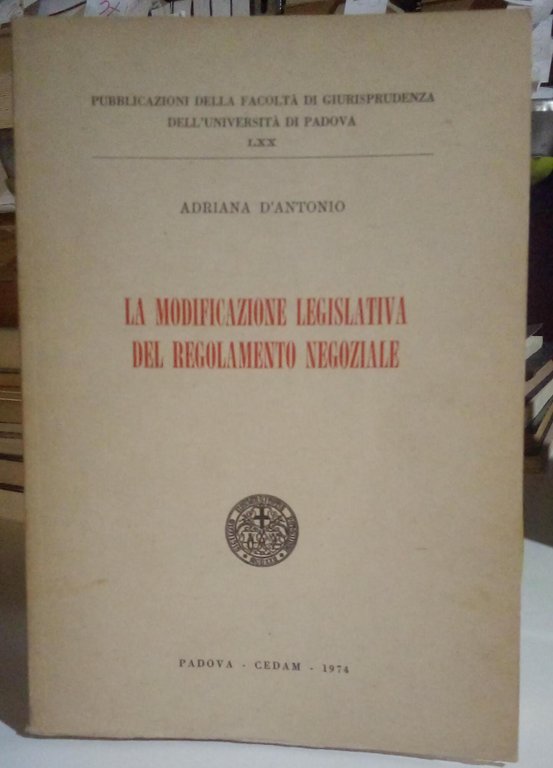 PUBBLICAZIONI DELLA FACOLTÀ DI GIURISPRUDENZA
DELL'UNIVERSITÀ DI PADOVA
LXX
ADRIANA D'ANTONIO
LA MODIFICAZIONE LEGISLATIVA
DEL REGOLAMENTO NEGOZIALE
PADOVA - CEDAM - 1974